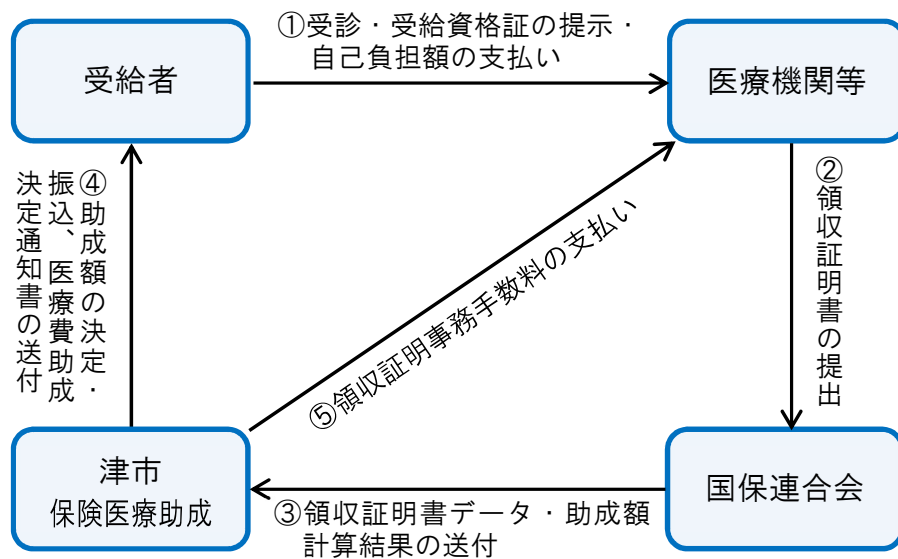 ①受診・受給資格証の提示・
自己負担額の支払い
受給者
医療機関等
②領収証明書の提出
④助成額の決定・
振込、医療費助成
決定通知書の送付
⑤領収証明事務手数料の支払い
津市
保険医療助成
国保連合会
③領収証明書データ・助成額
計算結果の送付